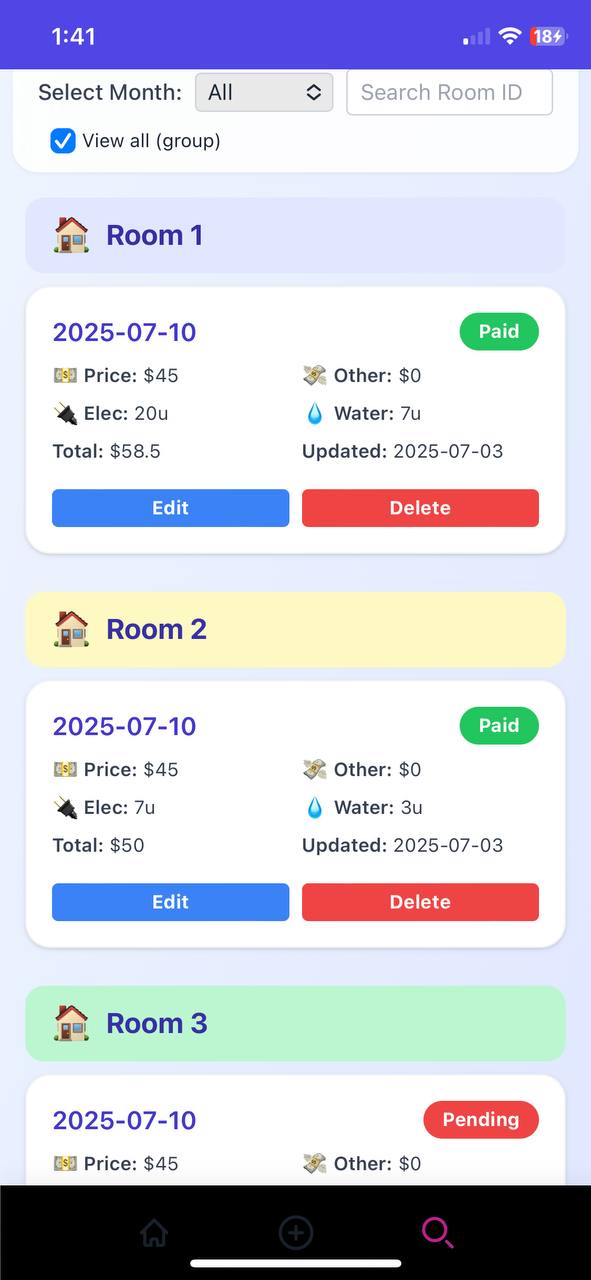 1:41
18
Select Month: All Search Room ID
View all (group)
Room 1
2025-07-10 Paid
Price: $45 Other: $0
Elec: 20u Water: 7u
Total: $58.5 Updated: 2025-07-03
Edit Delete
Room 2
2025-07-10 Paid
Price: $45 Other: $0
Elec: 7u Water: 3u
Total: $50 Updated: 2025-07-03
Edit Delete
Room 3
2025-07-10 Pending
Price: $45 Other: $0